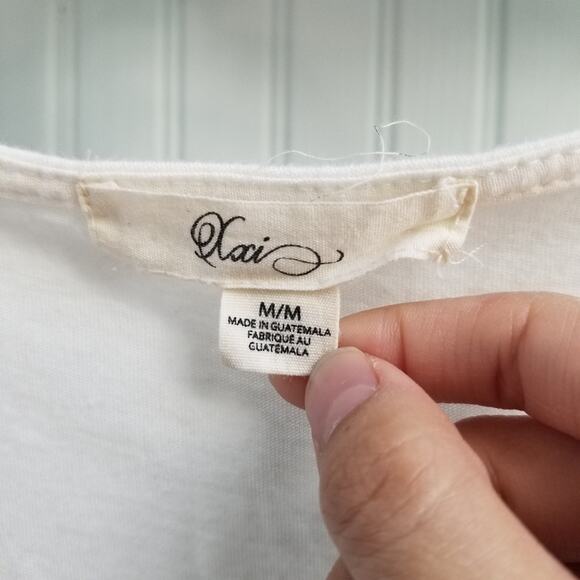 Xxi
M/M
MADE IN GUATEMALA
FABRIQUÉ AU
GUATEMALA